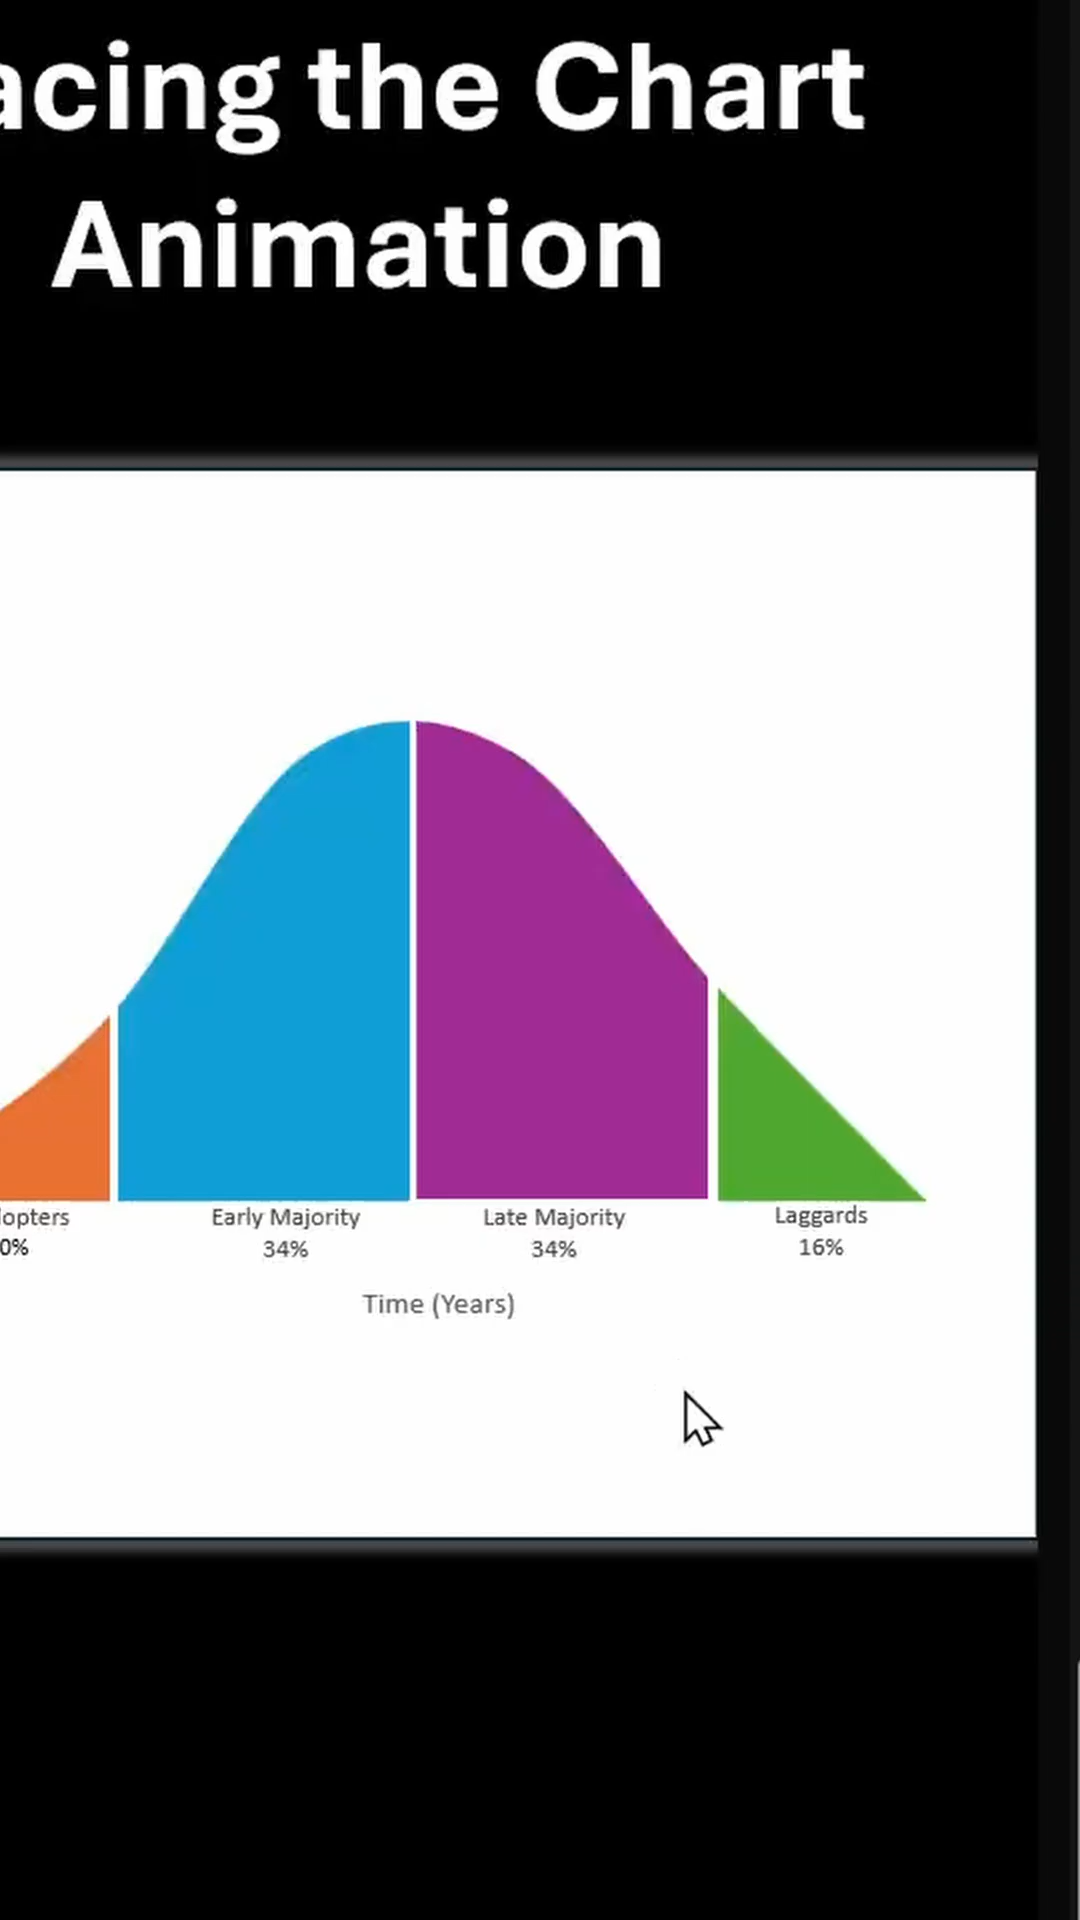 acing the Chart
Animation
lopters
0%
Early Majority
34%
Late Majority
34%
Laggards
16%
Time (Years)